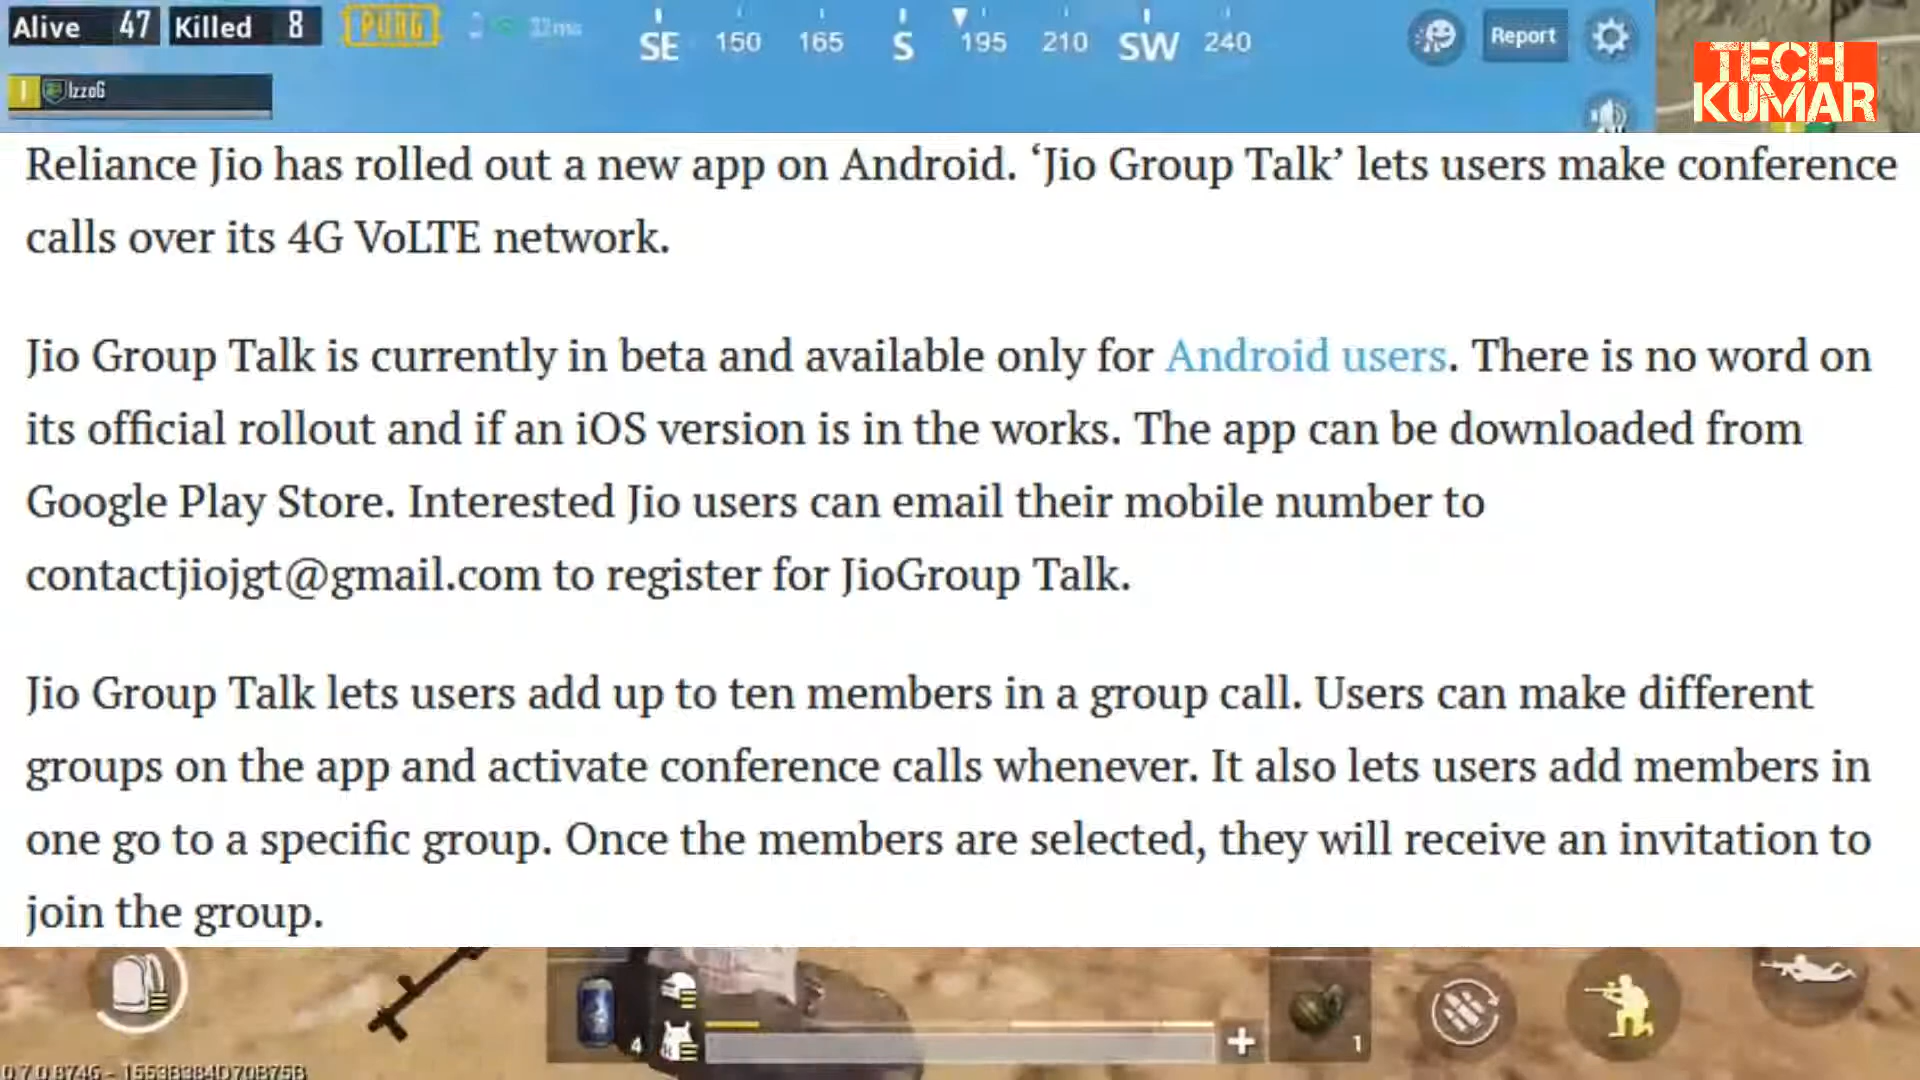 Alive 47 Killed 8 PUBG 32ms
SE 150 165 S 195 210 SW 240
Report
TECH
KUMAR
1 IzzoG
Reliance Jio has rolled out a new app on Android. ‘Jio Group Talk’ lets users make conference
calls over its 4G VoLTE network.
Jio Group Talk is currently in beta and available only for Android users. There is no word on
its official rollout and if an iOS version is in the works. The app can be downloaded from
Google Play Store. Interested Jio users can email their mobile number to
contactjiojgt@gmail.com to register for JioGroup Talk.
Jio Group Talk lets users add up to ten members in a group call. Users can make different
groups on the app and activate conference calls whenever. It also lets users add members in
one go to a specific group. Once the members are selected, they will receive an invitation to
join the group.
4
1